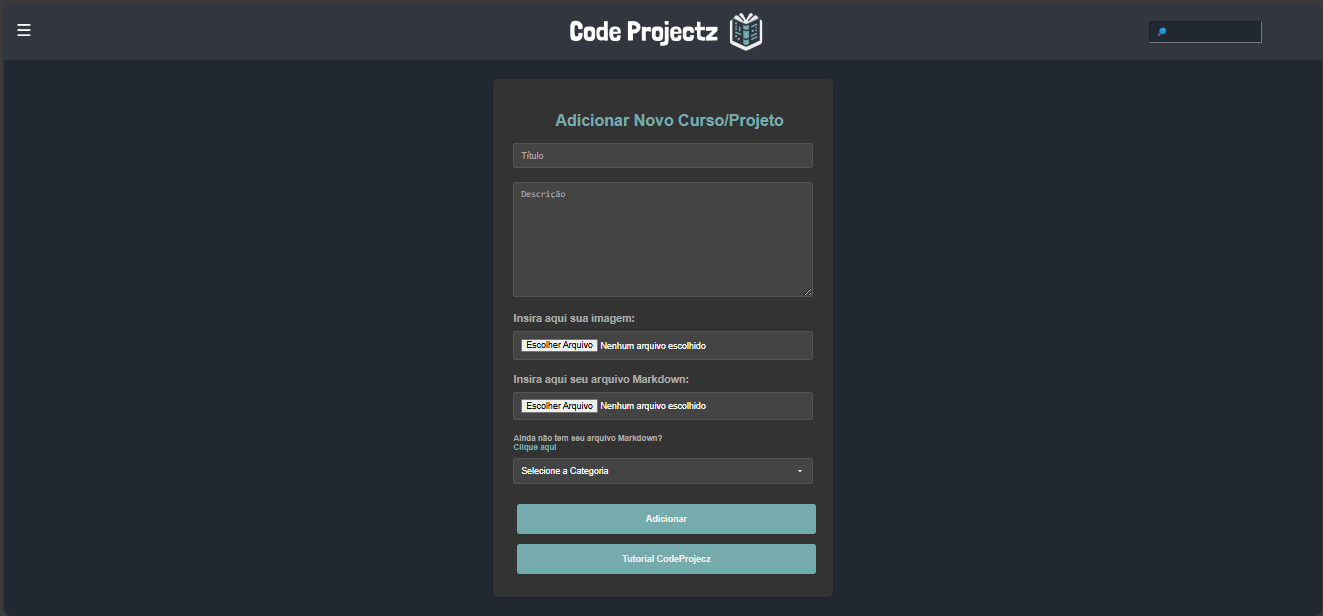 Code Projectz
Adicionar Novo Curso/Projeto
Título
Descrição
Insira aqui sua imagem:
Escolher Arquivo Nenhum arquivo escolhido
Insira aqui seu arquivo Markdown:
Escolher Arquivo Nenhum arquivo escolhido
Ainda não tem seu arquivo Markdown?
Clique aqui
Selecione a Categoria
Adicionar
Tutorial CodeProjecz